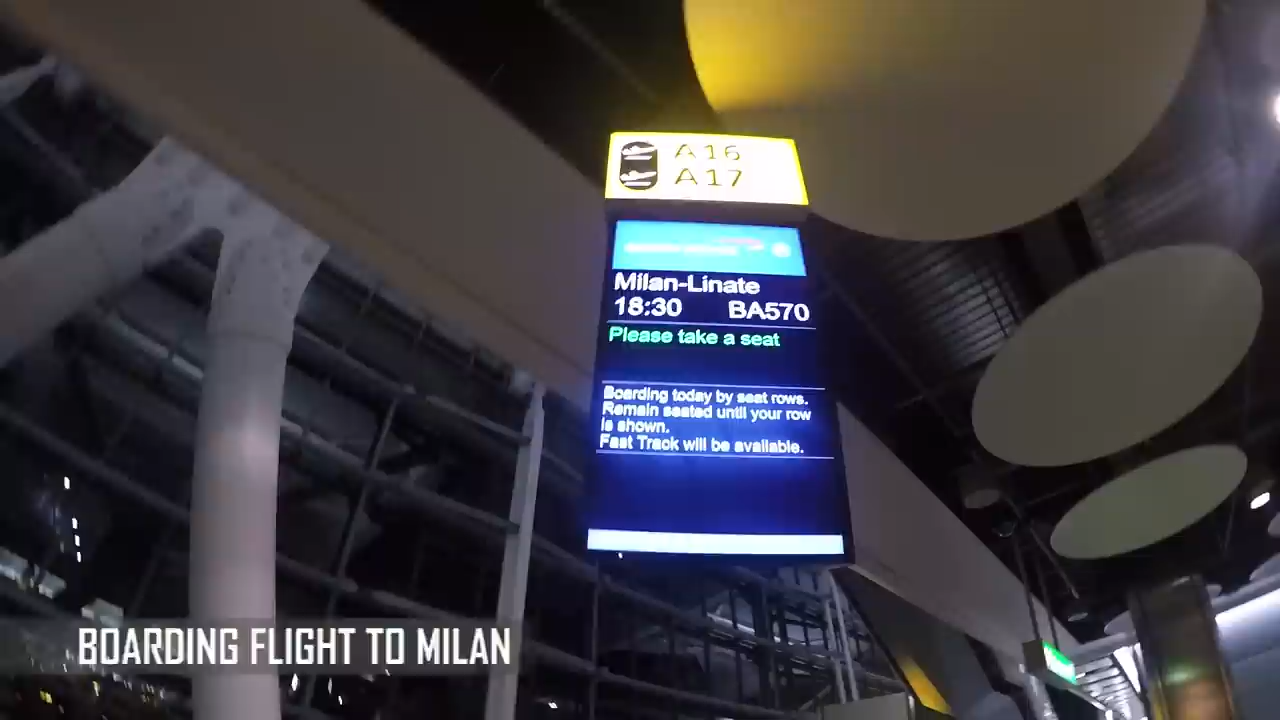 A16
A17
Milan-Linate
18:30 BA570
Please take a seat
Boarding today by seat rows.
Remain seated until your row
is shown.
Fast Track will be available.
BOARDING FLIGHT TO MILAN